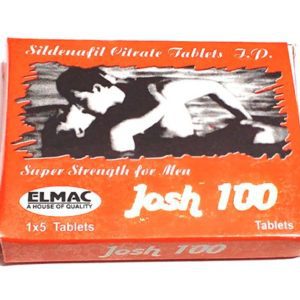 Sildenafil Citrate Tablets I.P.
Super Strength for Men
ELMAC
A HOUSE OF QUALITY
Josh 100
1x5 Tablets
Tablets
Josh 100